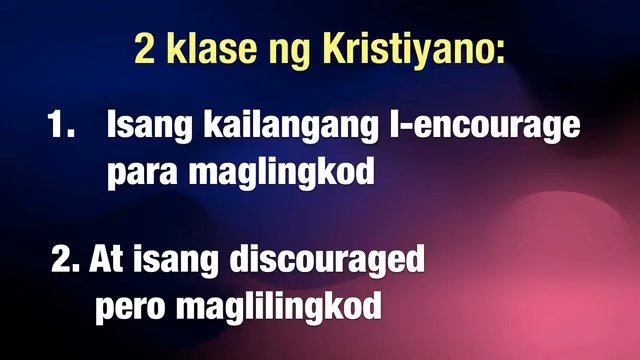 2 klase ng Kristiyano:
1. Isang kailangang I-encourage
para maglingkod
2. At isang discouraged
pero maglilingkod